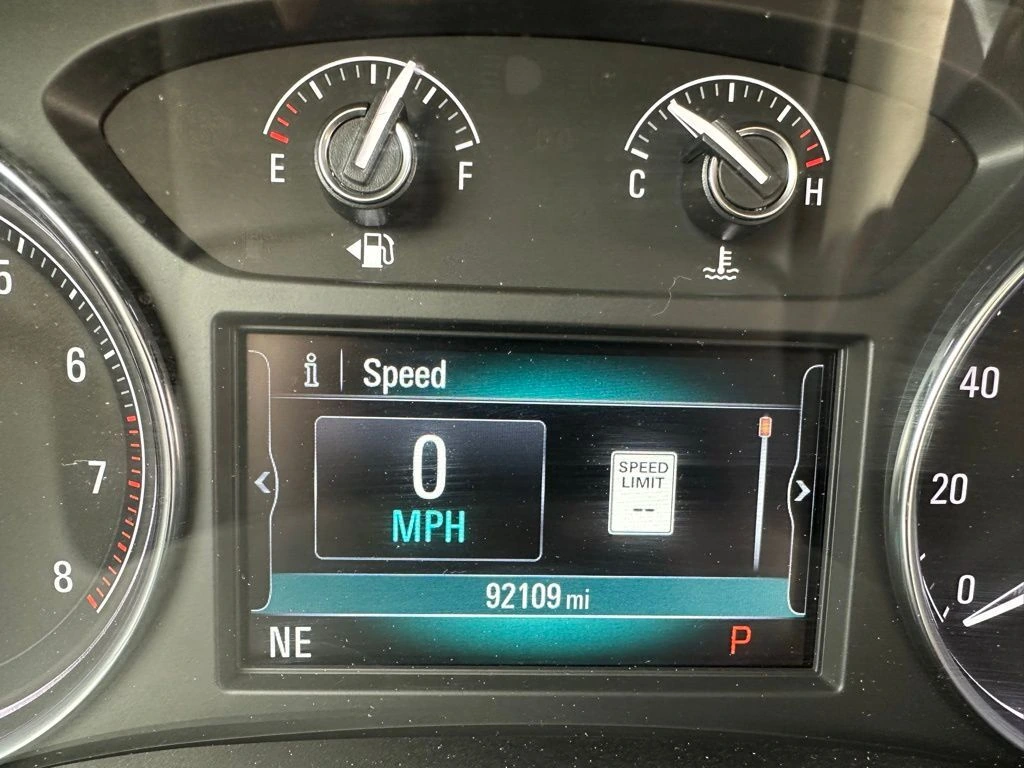 E
F
C
H
5
6
7
8
i
Speed
0
MPH
SPEED
LIMIT
--
92109 mi
NE
P
40
20
0